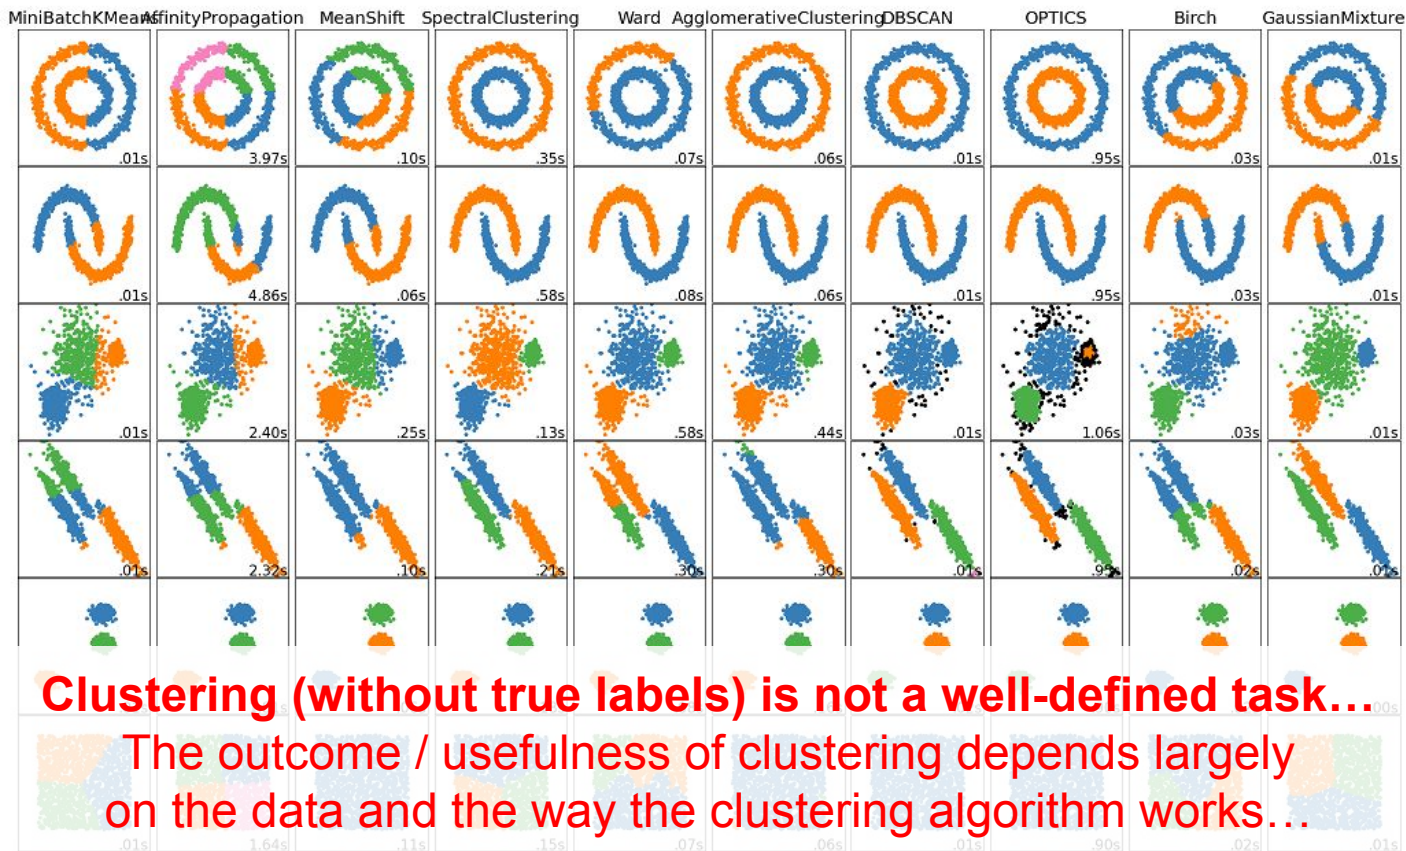 MiniBatchKMeans AffinityPropagation MeanShift SpectralClustering Ward AgglomerativeClustering DBSCAN OPTICS Birch GaussianMixture
.01s 3.97s .10s .35s .07s .06s .01s .95s .03s .01s
.01s 4.86s .06s .58s .08s .06s .01s .95s .03s .01s
.01s 2.40s .25s .13s .58s .44s .01s 1.06s .03s .01s
.01s 2.32s .10s .21s .30s .30s .01s .95s .02s .01s
Clustering (without true labels) is not a well-defined task…
The outcome / usefulness of clustering depends largely
on the data and the way the clustering algorithm works…
.01s 1.64s .11s .15s .07s .06s .01s .90s .02s .01s